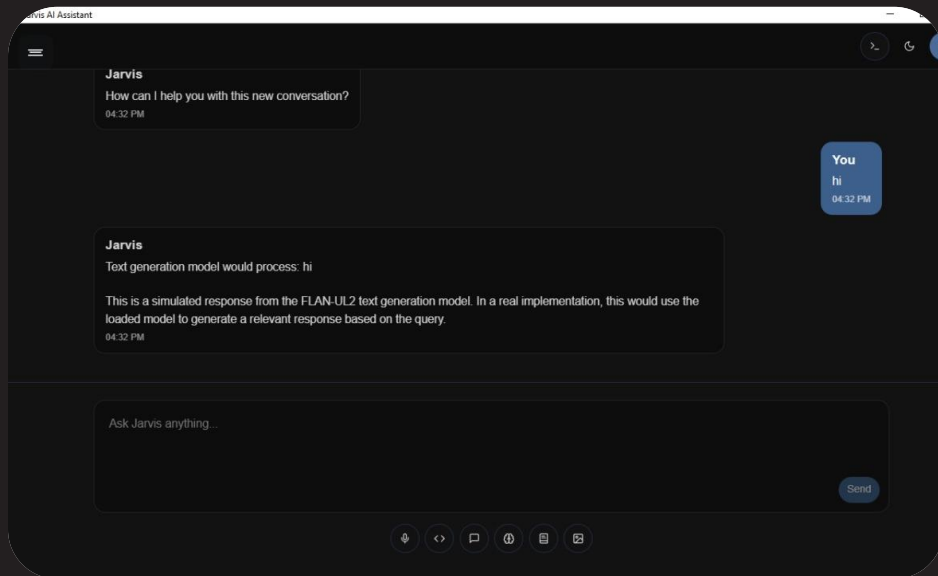 arvis AI Assistant
Jarvis
How can I help you with this new conversation?
04:32 PM
You
hi
04:32 PM
Jarvis
Text generation model would process: hi
This is a simulated response from the FLAN-UL2 text generation model. In a real implementation, this would use the
loaded model to generate a relevant response based on the query.
04:32 PM
Ask Jarvis anything...
Send